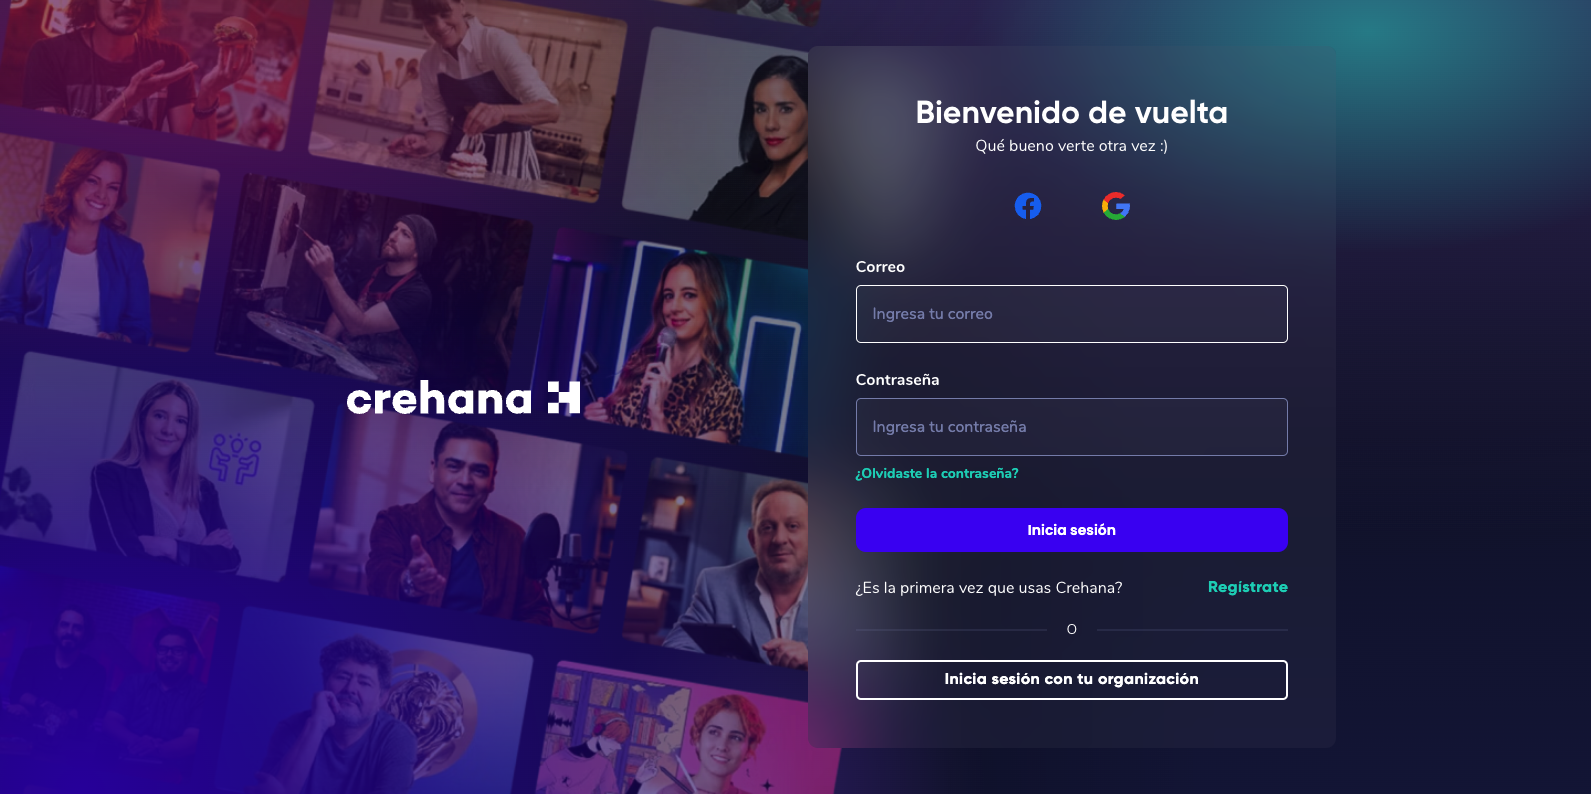 crehana
Bienvenido de vuelta
Qué bueno verte otra vez :)
Correo
Ingresa tu correo
Contraseña
Ingresa tu contraseña
¿Olvidaste la contraseña?
Inicia sesión
¿Es la primera vez que usas Crehana? Regístrate
O
Inicia sesión con tu organización